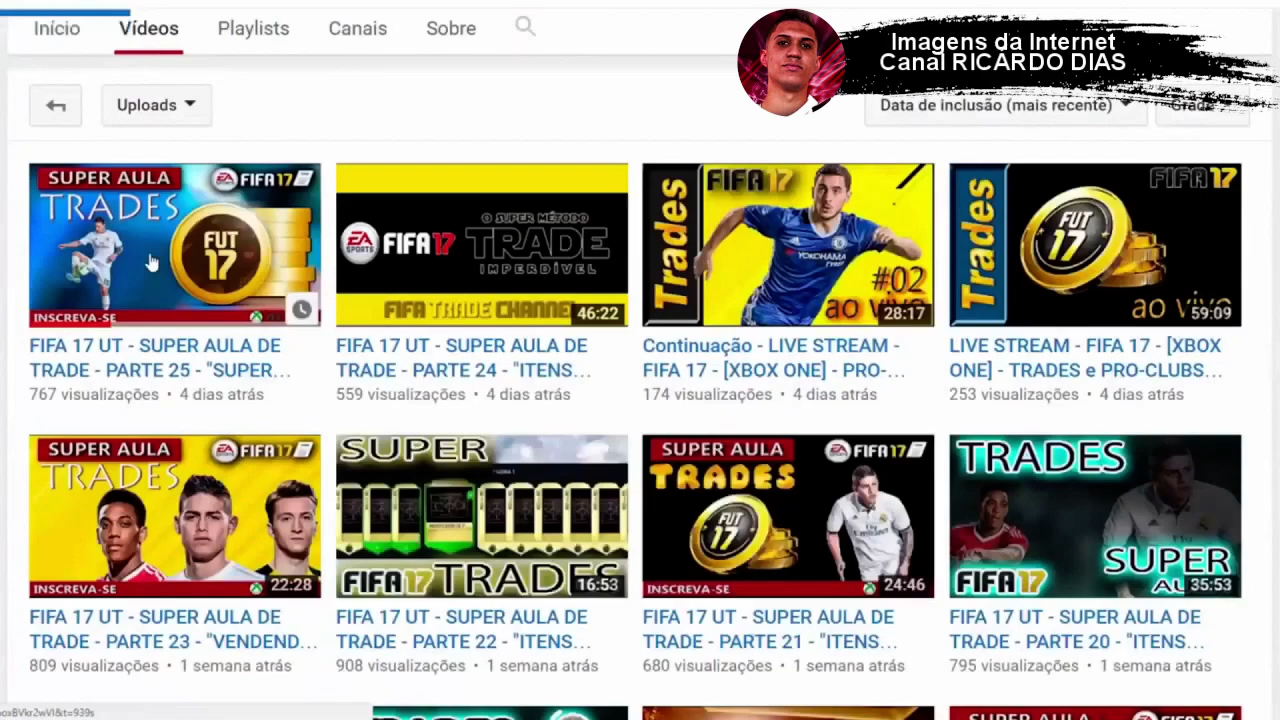 Início
Vídeos
Playlists
Canais
Sobre
Imagens da Internet
Canal RICARDO DIAS
Uploads
Data de inclusão (mais recente)
Grade
SUPER AULA
EA SPORTS
FIFA 17
TRADES
FUT
17
INSCREVA-SE
EA SPORTS
FIFA 17
O SUPER MÉTODO
TRADE
IMPERDÍVEL
FIFA TRADE CHANNEL
46:22
Trades
FIFA 17
YOKOHAMA
#02
ao vivo
28:17
Trades
FIFA 17
FUT
17
ao vivo
59:09
FIFA 17 UT - SUPER AULA DE
TRADE - PARTE 25 - "SUPER...
767 visualizações • 4 dias atrás
FIFA 17 UT - SUPER AULA DE
TRADE - PARTE 24 - "ITENS...
559 visualizações • 4 dias atrás
Continuação - LIVE STREAM -
FIFA 17 - [XBOX ONE] - PRO-...
174 visualizações • 4 dias atrás
LIVE STREAM - FIFA 17 - [XBOX
ONE] - TRADES e PRO-CLUBS...
253 visualizações • 4 dias atrás
SUPER AULA
FIFA 17
TRADES
INSCREVA-SE
22:28
SUPER
FIFA 17 TRADES
16:53
SUPER AULA
FIFA 17
TRADES
FUT
17
INSCREVA-SE
24:46
TRADES
FIFA 17
SUPER
35:53
FIFA 17 UT - SUPER AULA DE
TRADE - PARTE 23 - "VENDEND...
809 visualizações • 1 semana atrás
FIFA 17 UT - SUPER AULA DE
TRADE - PARTE 22 - "ITENS...
908 visualizações • 1 semana atrás
FIFA 17 UT - SUPER AULA DE
TRADE - PARTE 21 - "ITENS...
680 visualizações • 1 semana atrás
FIFA 17 UT - SUPER AULA DE
TRADE - PARTE 20 - "ITENS...
795 visualizações • 1 semana atrás